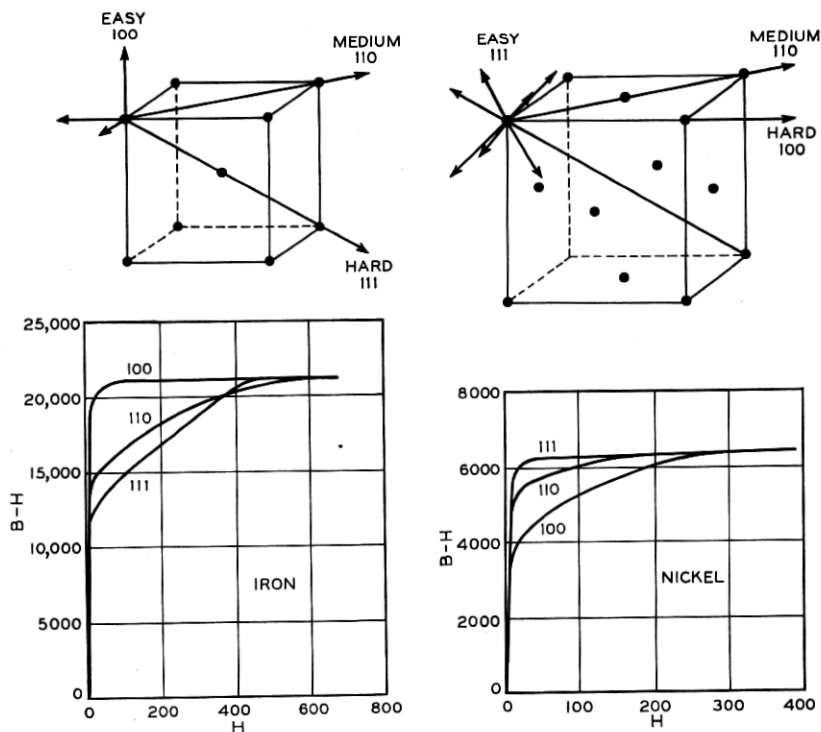 EASY
100
MEDIUM
110
HARD
111
EASY
111
MEDIUM
110
HARD
100
25,000
20,000
15,000
10,000
5000
0
B-H
100
110
111
IRON
0
200
400
600
800
H
8000
6000
4000
2000
0
B-H
111
110
100
NICKEL
0
100
200
300
400
H